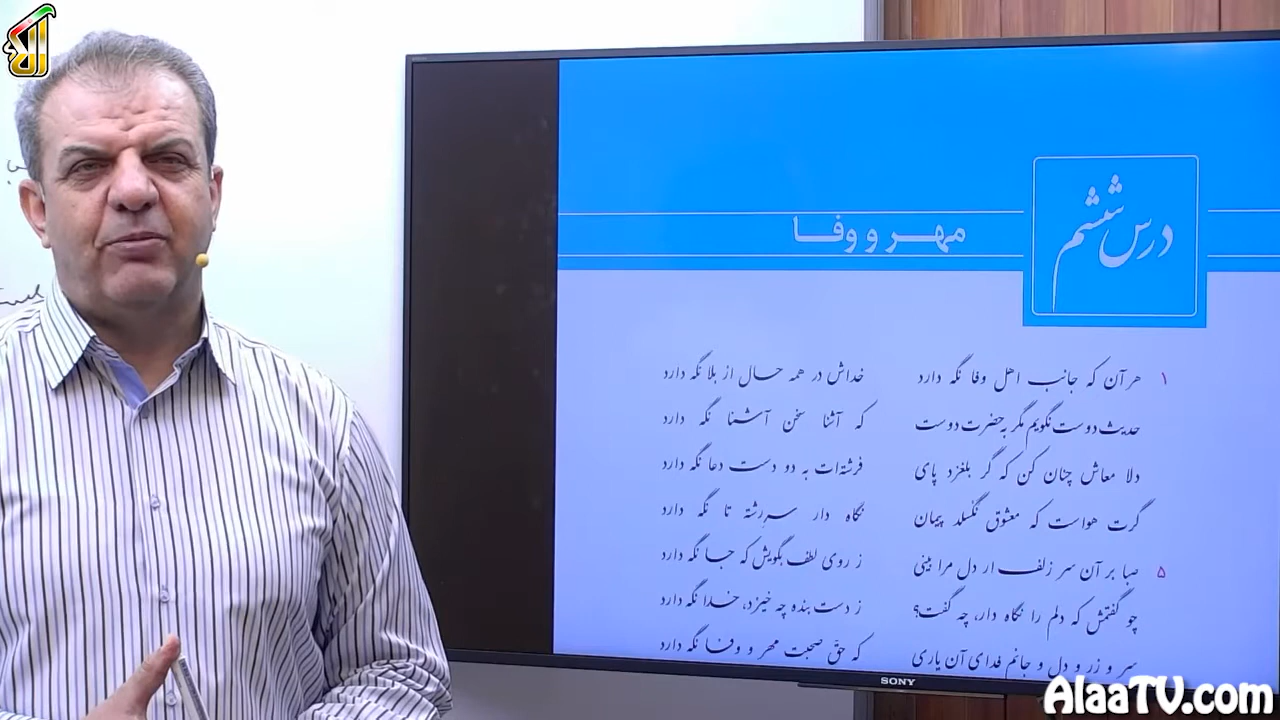 آلاء
درس ششم
مهر و وفا
۱ هر آن که جانب اهل وفا نگه دارد خداش در همه حال از بلا نگه دارد
حدیث دوست نگویم مگر به حضرت دوست که آشنا سخن آشنا نگه دارد
دلا معاش چنان کن که گر بلغزد پای فرشته‌ات به دو دست دعا نگه دارد
گرت هواست که معشوق نگسلد پیمان نگاه دار سررشته تا نگه دارد
۵ صبا بر آن سر زلف ار دل مرا بینی ز روی لطف بگویش که جا نگه دارد
چو گفتمش که دلم را نگاه دار، چه گفت؟ ز دست بنده چه خیزد، خدا نگه دارد
سر و زر و دل و جانم فدای آن یاری که حقّ صحبت مهر و وفا نگه دارد
SONY
AlaaTV.com